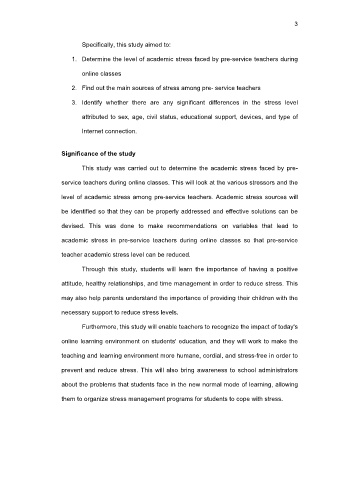 3
Specifically, this study aimed to:
1. Determine the level of academic stress faced by pre-service teachers during
online classes
2. Find out the main sources of stress among pre- service teachers
3. Identify whether there are any significant differences in the stress level
attributed to sex, age, civil status, educational support, devices, and type of
Internet connection.
Significance of the study
This study was carried out to determine the academic stress faced by pre-
service teachers during online classes. This will look at the various stressors and the
level of academic stress among pre-service teachers. Academic stress sources will
be identified so that they can be properly addressed and effective solutions can be
devised. This was done to make recommendations on variables that lead to
academic stress in pre-service teachers during online classes so that pre-service
teacher academic stress level can be reduced.
Through this study, students will learn the importance of having a positive
attitude, healthy relationships, and time management in order to reduce stress. This
may also help parents understand the importance of providing their children with the
necessary support to reduce stress levels.
Furthermore, this study will enable teachers to recognize the impact of today's
online learning environment on students' education, and they will work to make the
teaching and learning environment more humane, cordial, and stress-free in order to
prevent and reduce stress. This will also bring awareness to school administrators
about the problems that students face in the new normal mode of learning, allowing
them to organize stress management programs for students to cope with stress.